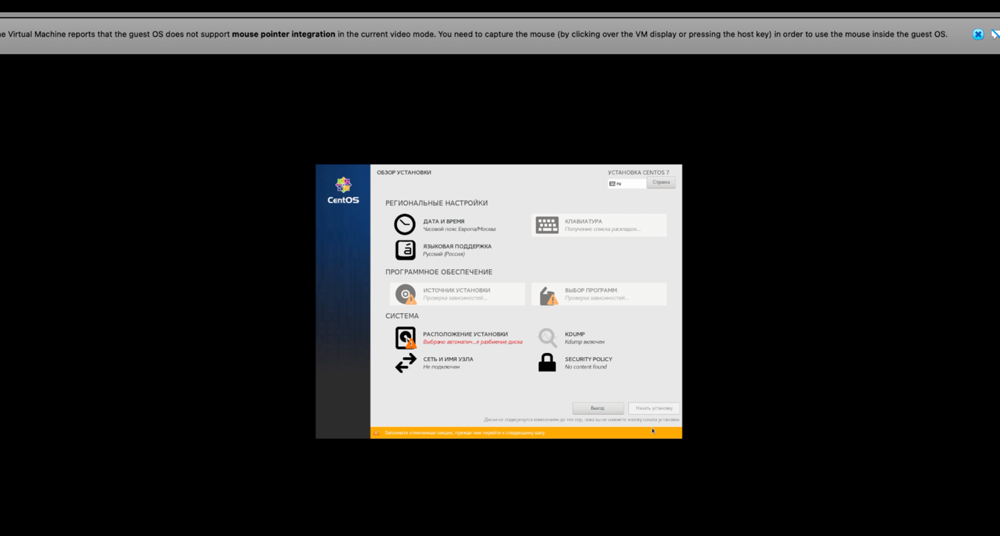 e Virtual Machine reports that the guest OS does not support mouse pointer integration in the current video mode. You need to capture the mouse (by clicking over the VM display or pressing the host key) in order to use the mouse inside the guest OS.
ОБЗОР УСТАНОВКИ
УСТАНОВКА CENTOS 7
ru
Справка
CentOS
РЕГИОНАЛЬНЫЕ НАСТРОЙКИ
ДАТА И ВРЕМЯ
Часовой пояс Европа/Москва
КЛАВИАТУРА
Получение списка раскладок...
ЯЗЫКОВАЯ ПОДДЕРЖКА
Русский (Россия)
ПРОГРАММНОЕ ОБЕСПЕЧЕНИЕ
ИСТОЧНИК УСТАНОВКИ
Проверка зависимостей...
ВЫБОР ПРОГРАММ
Проверка зависимостей...
СИСТЕМА
РАСПОЛОЖЕНИЕ УСТАНОВКИ
Выбрано автоматич...е разбиение диска
KDUMP
Kdump включен
СЕТЬ И ИМЯ УЗЛА
Не подключен
SECURITY POLICY
No content found
Выход
Начать установку
Диски не подвергнутся изменениям до тех пор, пока вы не нажмете кнопку начала установки.
Заполните отмеченные секции, прежде чем перейти к следующему шагу.